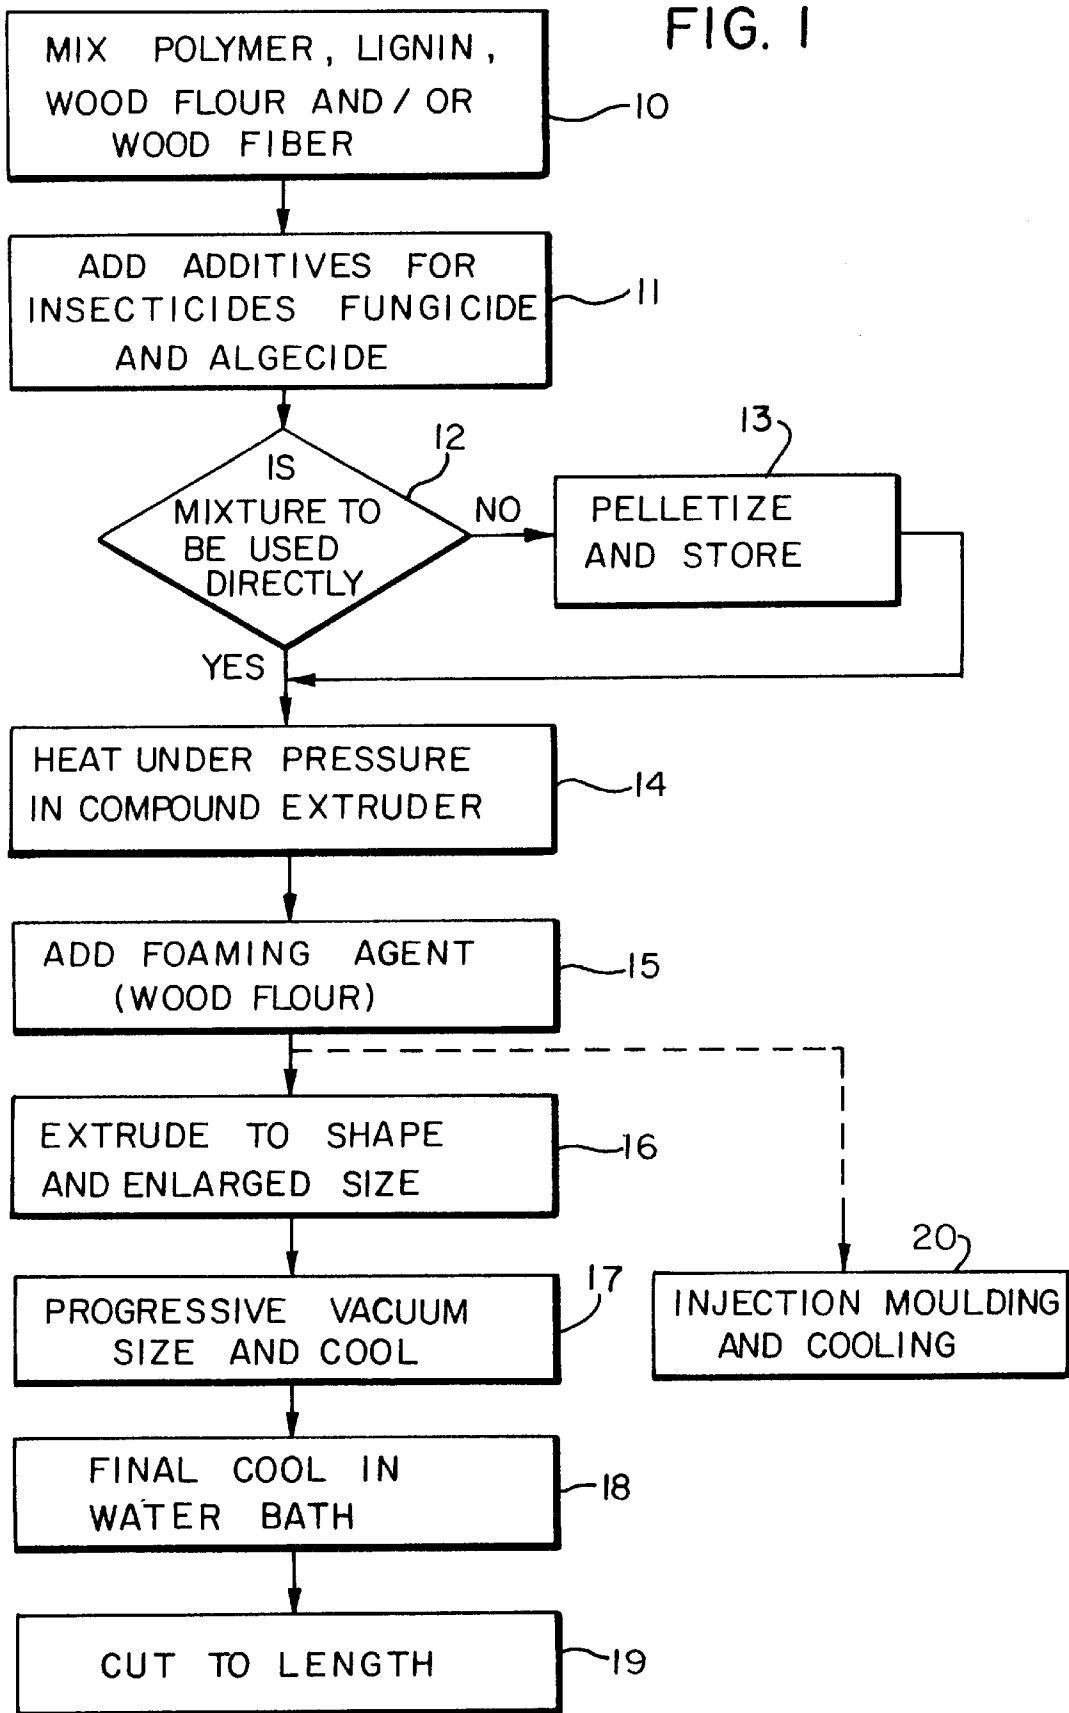 FIG. 1
MIX POLYMER, LIGNIN,
WOOD FLOUR AND/OR
WOOD FIBER
10
ADD ADDITIVES FOR
INSECTICIDES FUNGICIDE
AND ALGECIDE
11
12
IS
MIXTURE TO
BE USED
DIRECTLY
NO
13
PELLETIZE
AND STORE
YES
HEAT UNDER PRESSURE
IN COMPOUND EXTRUDER
14
ADD FOAMING AGENT
(WOOD FLOUR)
15
EXTRUDE TO SHAPE
AND ENLARGED SIZE
16
PROGRESSIVE VACUUM
SIZE AND COOL
17
20
INJECTION MOULDING
AND COOLING
FINAL COOL IN
WATER BATH
18
CUT TO LENGTH
19